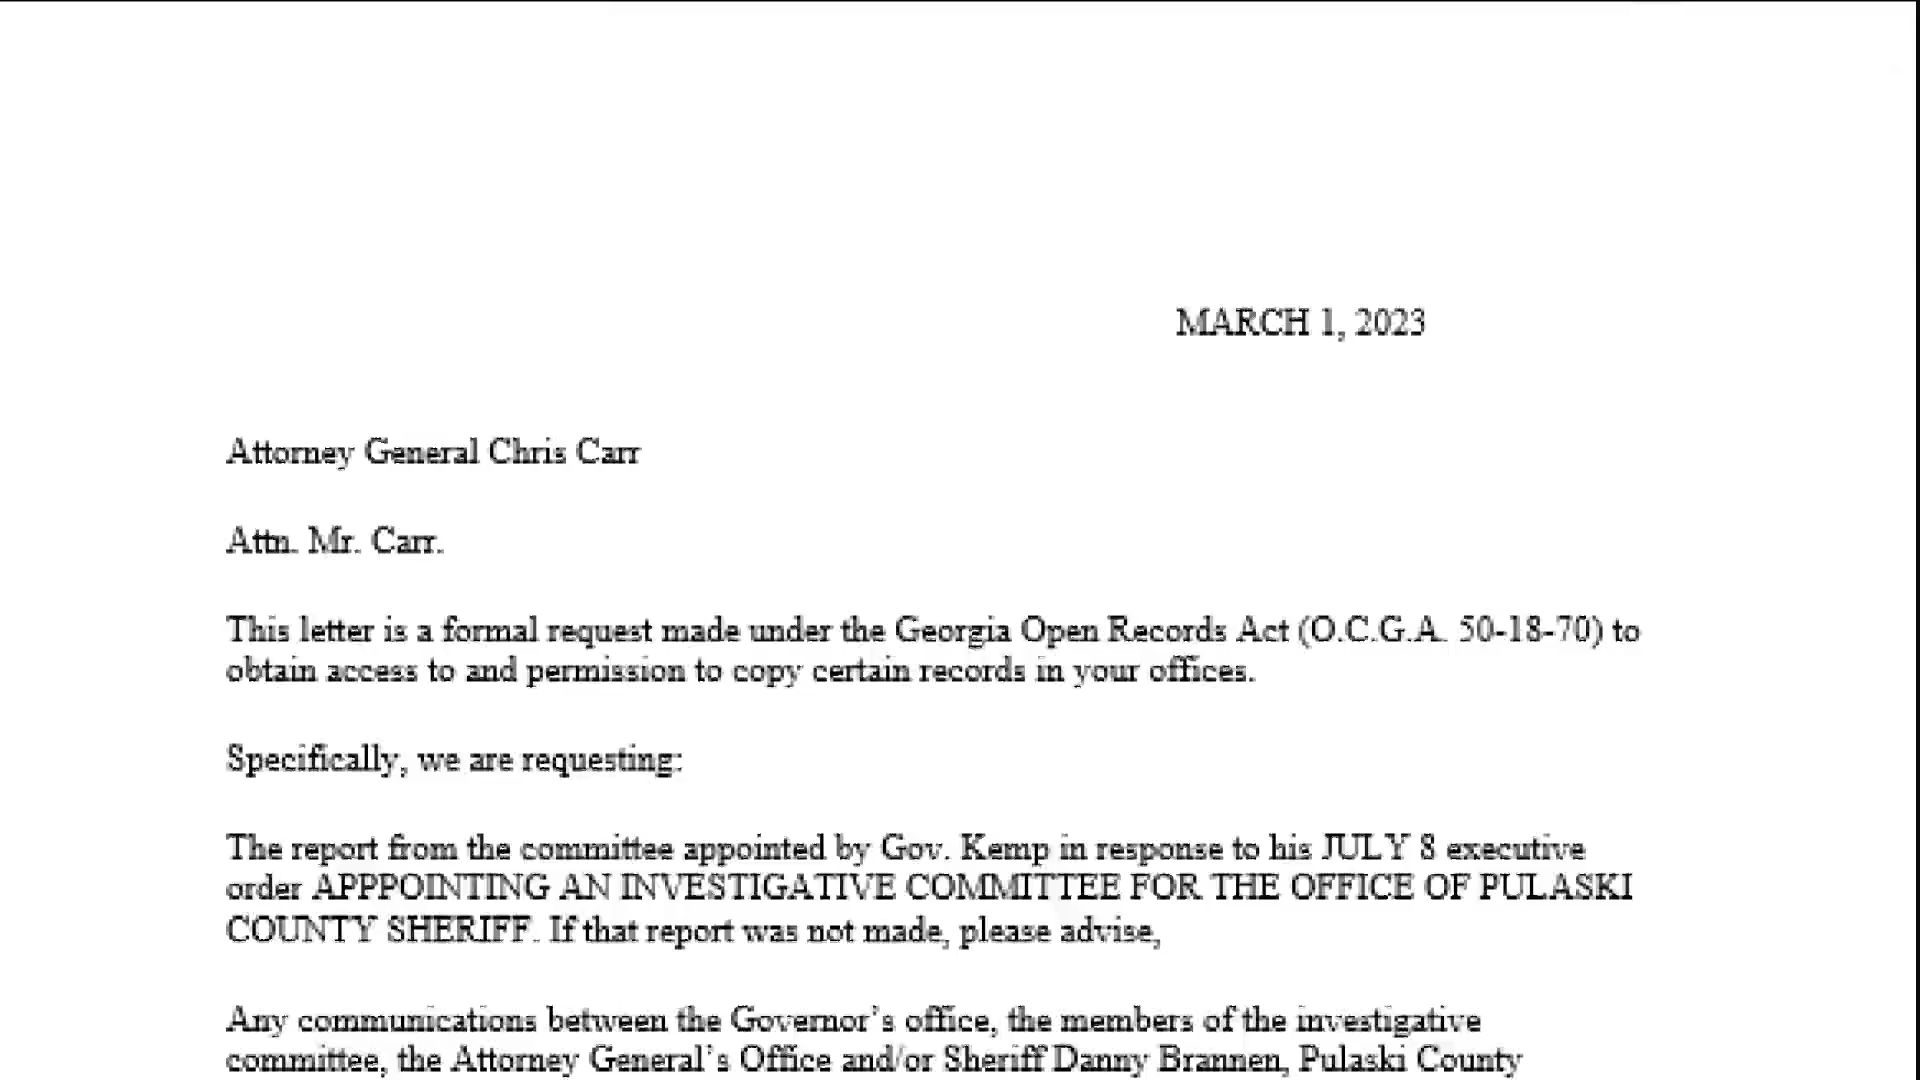 MARCH 1, 2023
Attorney General Chris Carr
Attn. Mr. Carr.
This letter is a formal request made under the Georgia Open Records Act (O.C.G.A. 50-18-70) to
obtain access to and permission to copy certain records in your offices.
Specifically, we are requesting:
The report from the committee appointed by Gov. Kemp in response to his JULY 8 executive
order APPPOINTING AN INVESTIGATIVE COMMITTEE FOR THE OFFICE OF PULASKI
COUNTY SHERIFF. If that report was not made, please advise,
Any communications between the Governor’s office, the members of the investigative
committee, the Attorney General’s Office and/or Sheriff Danny Brannen, Pulaski County